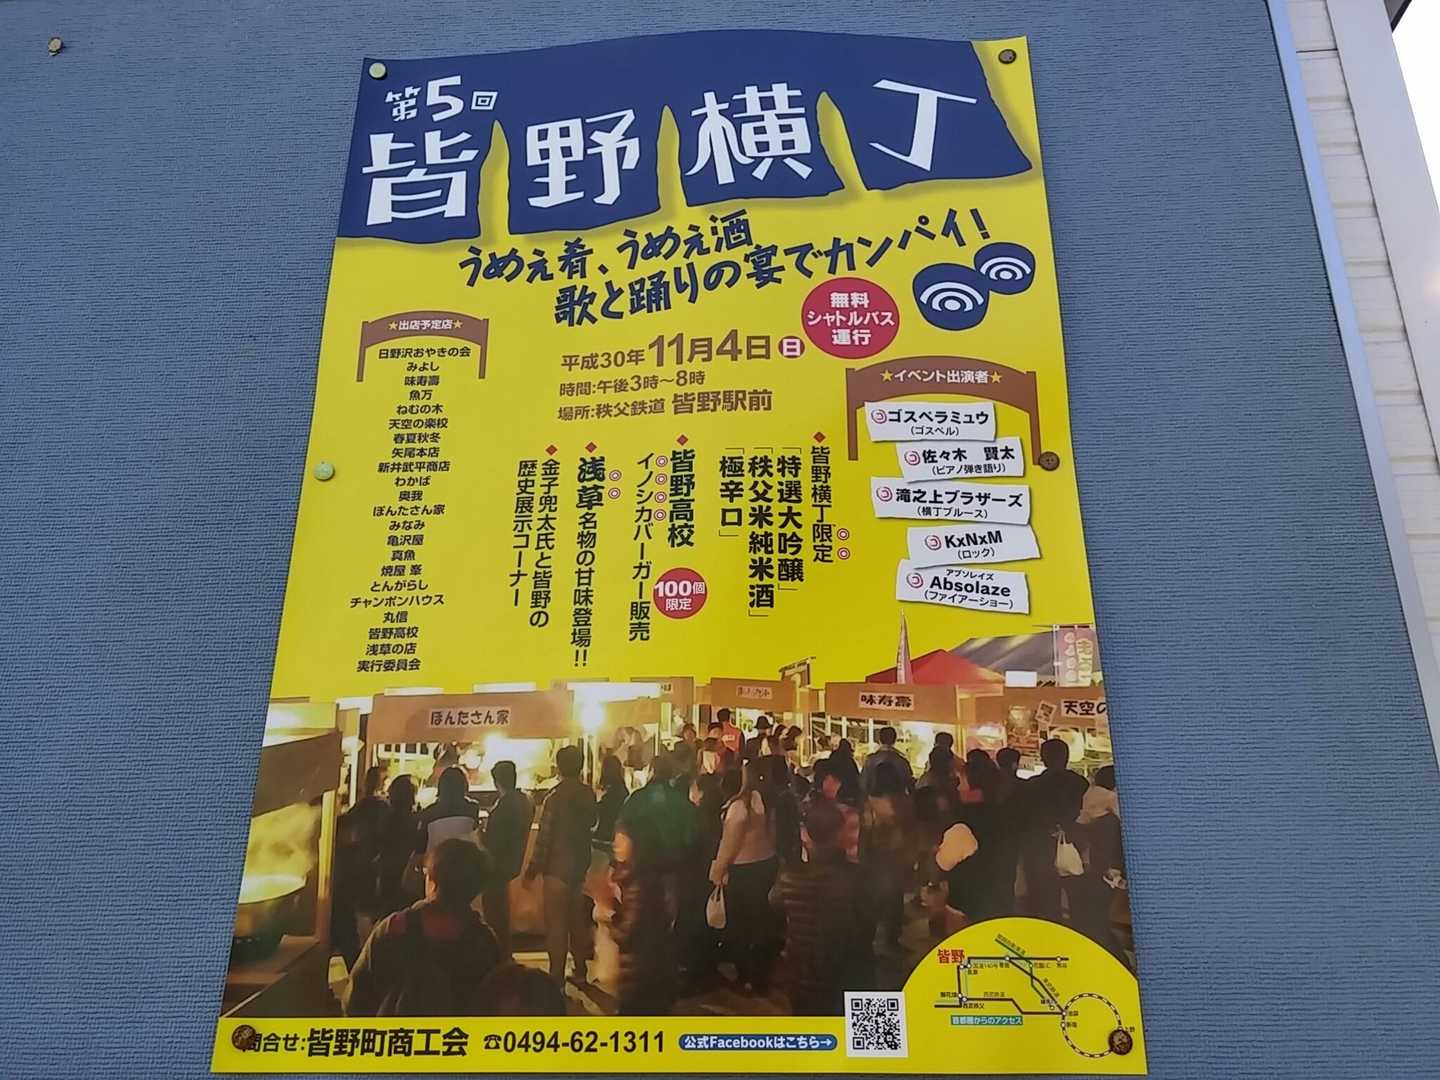 第5回
皆野横丁
うめぇ肴、うめぇ酒
歌と踊りの宴でカンパイ!
無料
シャトルバス
運行
平成30年11月4日日
時間:午後3時~8時
場所:秩父鉄道 皆野駅前
★出店予定店★
日野沢おやきの会
みよし
味寿壽
魚万
ねむの木
天空の楽校
春夏秋冬
矢尾本店
新井武平商店
わかば
奥我
ぽんたさん家
みなみ
亀沢屋
真魚
焼屋 峯
とんがらし
チャンポンハウス
丸信
皆野高校
浅草の店
実行委員会
★イベント出演者★
ゴスペラミュウ
(ゴスペル)
佐々木 賢太
(ピアノ弾き語り)
滝之上ブラザーズ
(横丁ブルース)
KxNxM
(ロック)
アブソレイズ
Absolaze
(ファイアーショー)
◆皆野横丁限定
「特選大吟醸」
「秩父米純米酒」
「極辛口」
◆皆野高校
イノシカバーガー販売
100個
限定
◆浅草名物の甘味登場!!
◆金子兜太氏と皆野の
歴史展示コーナー
ぽんたさん家
味寿壽
天空の
皆野
西武秩父
池袋
首都圏からのアクセス
問合せ:皆野町商工会 ☎0494-62-1311
公式Facebookはこちら→